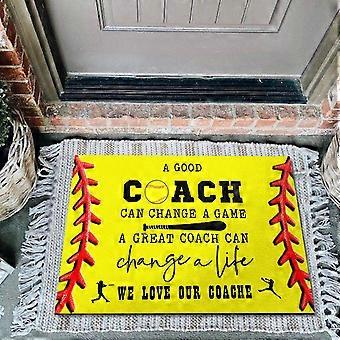 A GOOD
COACH
CAN CHANGE A GAME
A GREAT COACH CAN
change a life
WE LOVE OUR COACHE